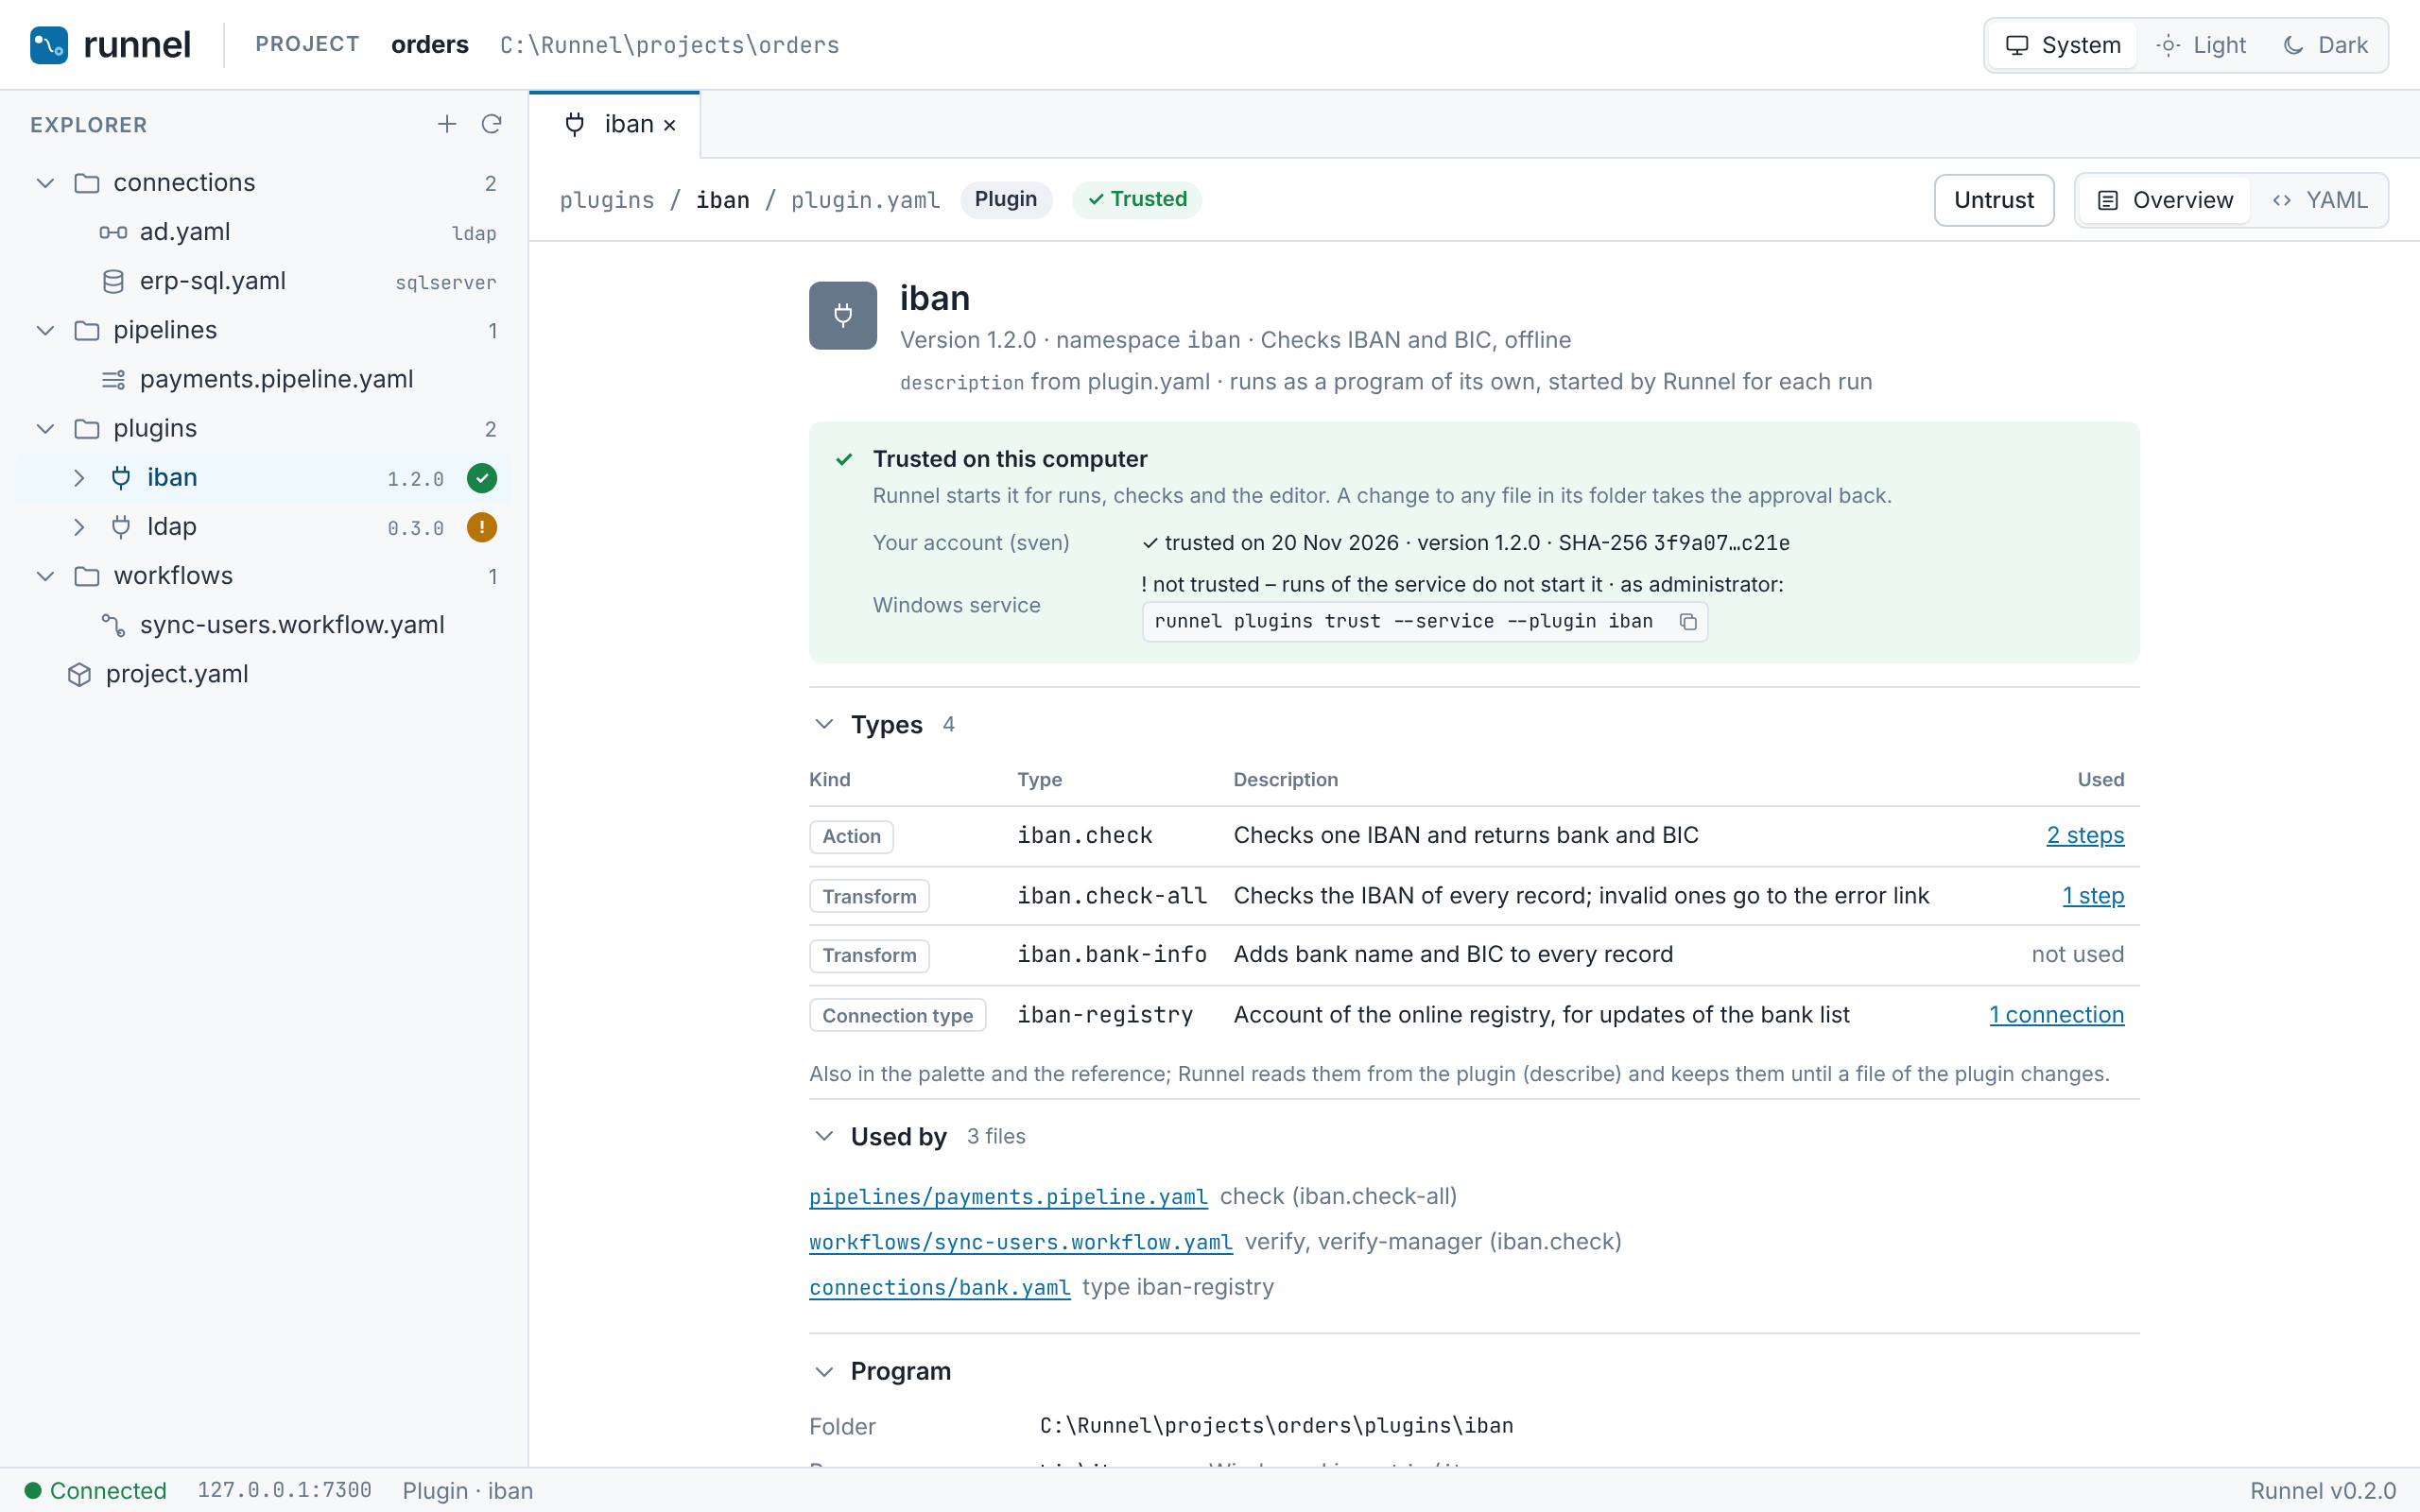 runnel PROJECT orders C:\Runnel\projects\orders System Light Dark
EXPLORER
connections 2
ad.yaml ldap
erp-sql.yaml sqlserver
pipelines 1
payments.pipeline.yaml
plugins 2
iban 1.2.0
ldap 0.3.0 !
workflows 1
sync-users.workflow.yaml
project.yaml
iban ×
plugins / iban / plugin.yaml Plugin ✓ Trusted Untrust Overview <> YAML
iban
Version 1.2.0 · namespace iban · Checks IBAN and BIC, offline
description from plugin.yaml · runs as a program of its own, started by Runnel for each run
✓ Trusted on this computer
Runnel starts it for runs, checks and the editor. A change to any file in its folder takes the approval back.
Your account (sven) ✓ trusted on 20 Nov 2026 · version 1.2.0 · SHA-256 3f9a07…c21e
Windows service ! not trusted – runs of the service do not start it · as administrator:
runnel plugins trust --service --plugin iban
Types 4
Kind Type Description Used
Action iban.check Checks one IBAN and returns bank and BIC 2 steps
Transform iban.check-all Checks the IBAN of every record; invalid ones go to the error link 1 step
Transform iban.bank-info Adds bank name and BIC to every record not used
Connection type iban-registry Account of the online registry, for updates of the bank list 1 connection
Also in the palette and the reference; Runnel reads them from the plugin (describe) and keeps them until a file of the plugin changes.
Used by 3 files
pipelines/payments.pipeline.yaml check (iban.check-all)
workflows/sync-users.workflow.yaml verify, verify-manager (iban.check)
connections/bank.yaml type iban-registry
Program
Folder C:\Runnel\projects\orders\plugins\iban
Connected 127.0.0.1:7300 Plugin · iban Runnel v0.2.0